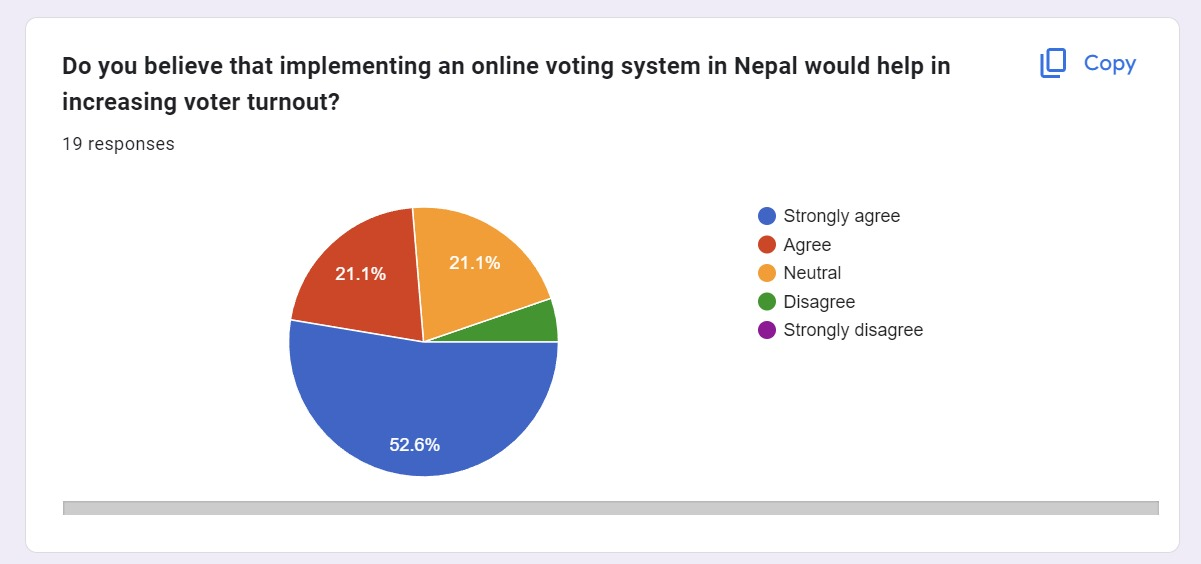 Do you believe that implementing an online voting system in Nepal would help in
increasing voter turnout?
Copy
19 responses
21.1%
21.1%
52.6%
Strongly agree
Agree
Neutral
Disagree
Strongly disagree